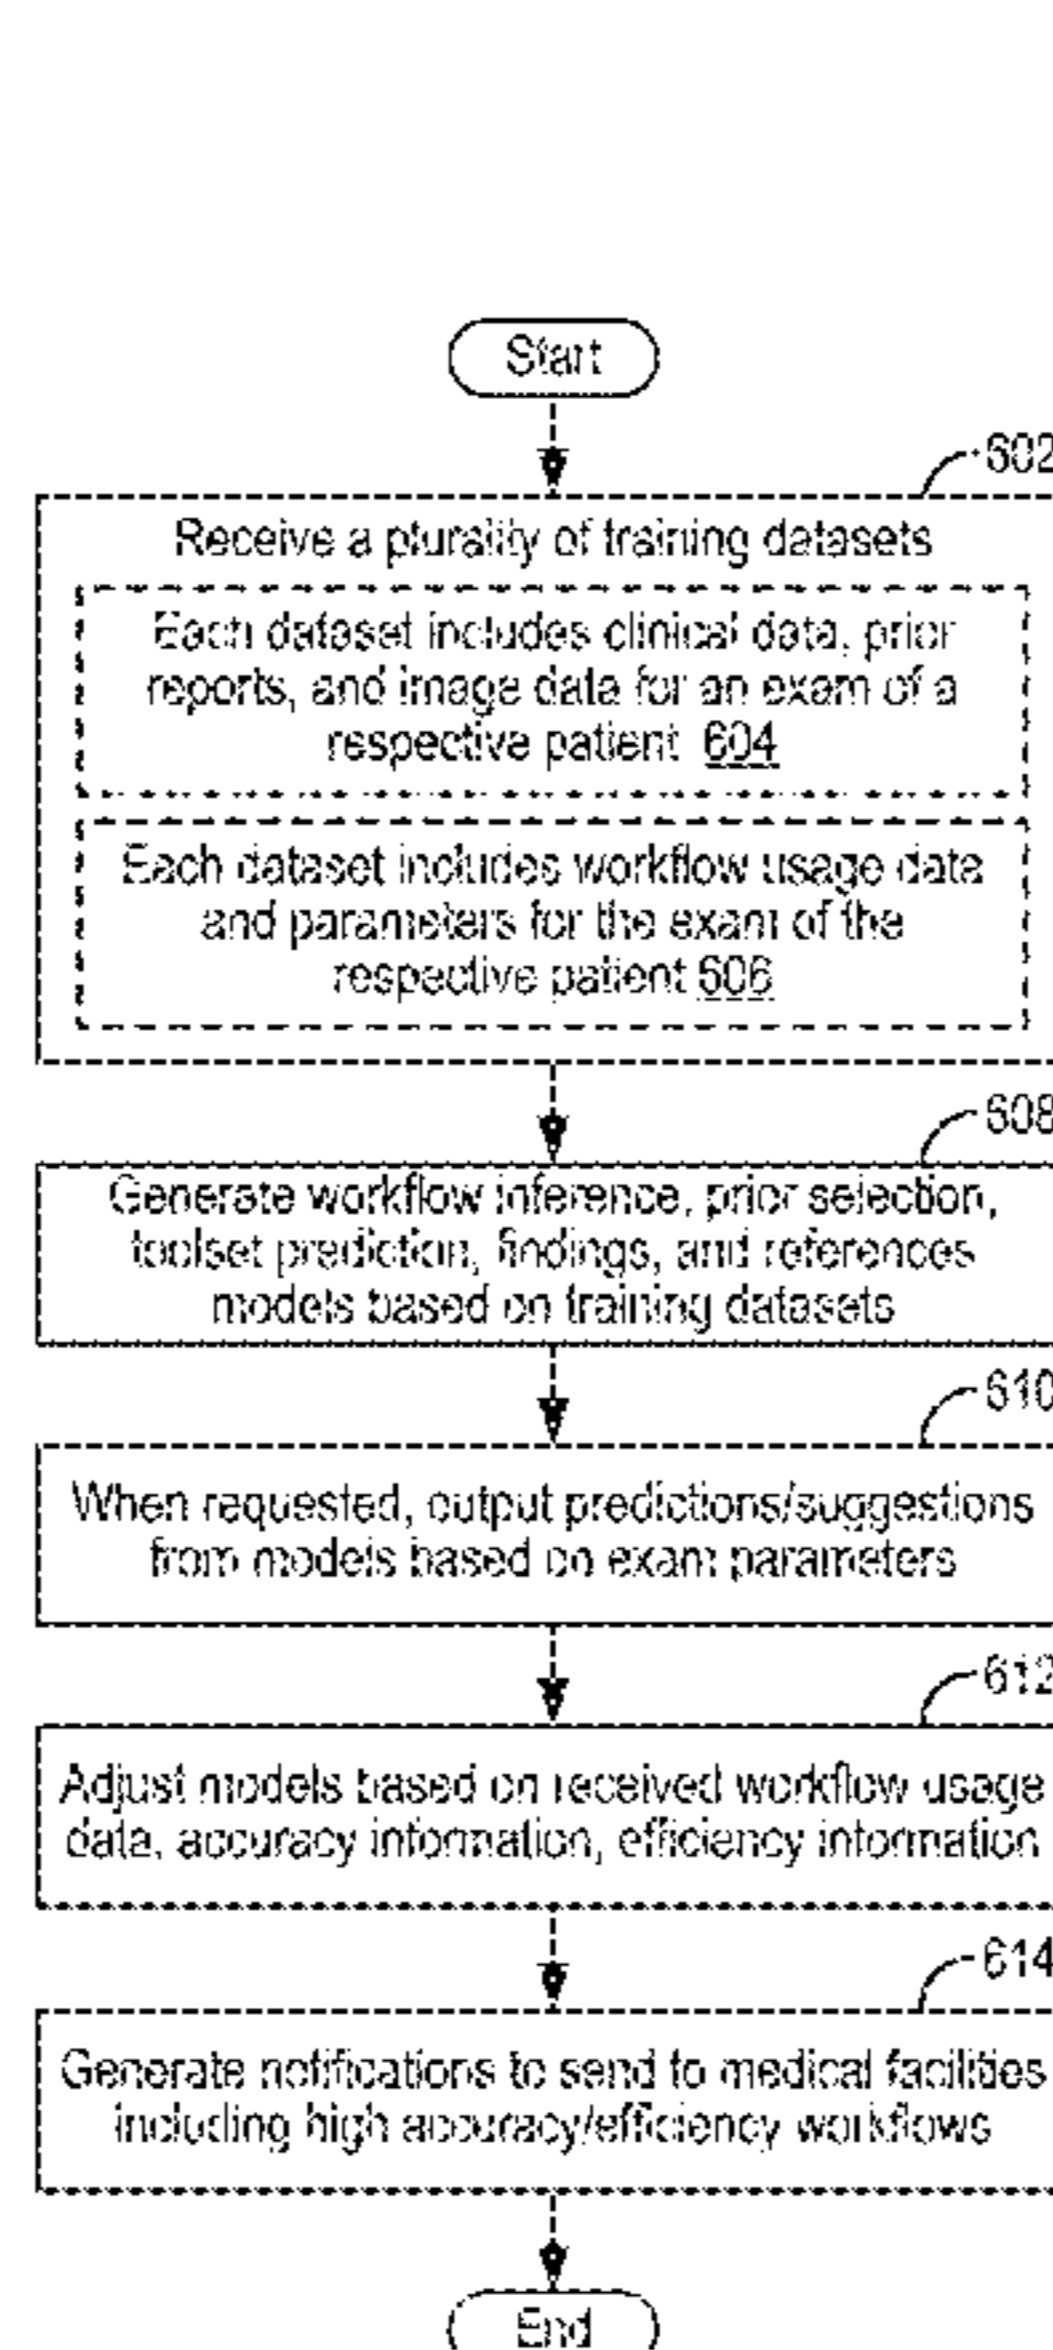 Start
602
Receive a plurality of training datasets
Each dataset includes clinical data, prior
reports, and image data for an exam of a
respective patient 604
Each dataset includes workflow usage data
and parameters for the exam of the
respective patient 606
608
Generate workflow inference, prior selection,
toolset prediction, findings, and references
models based on training datasets
610
When requested, output predictions/suggestions
from models based on exam parameters
612
Adjust models based on received workflow usage
data, accuracy information, efficiency information
614
Generate notifications to send to medical facilities
including high accuracy/efficiency workflows
End